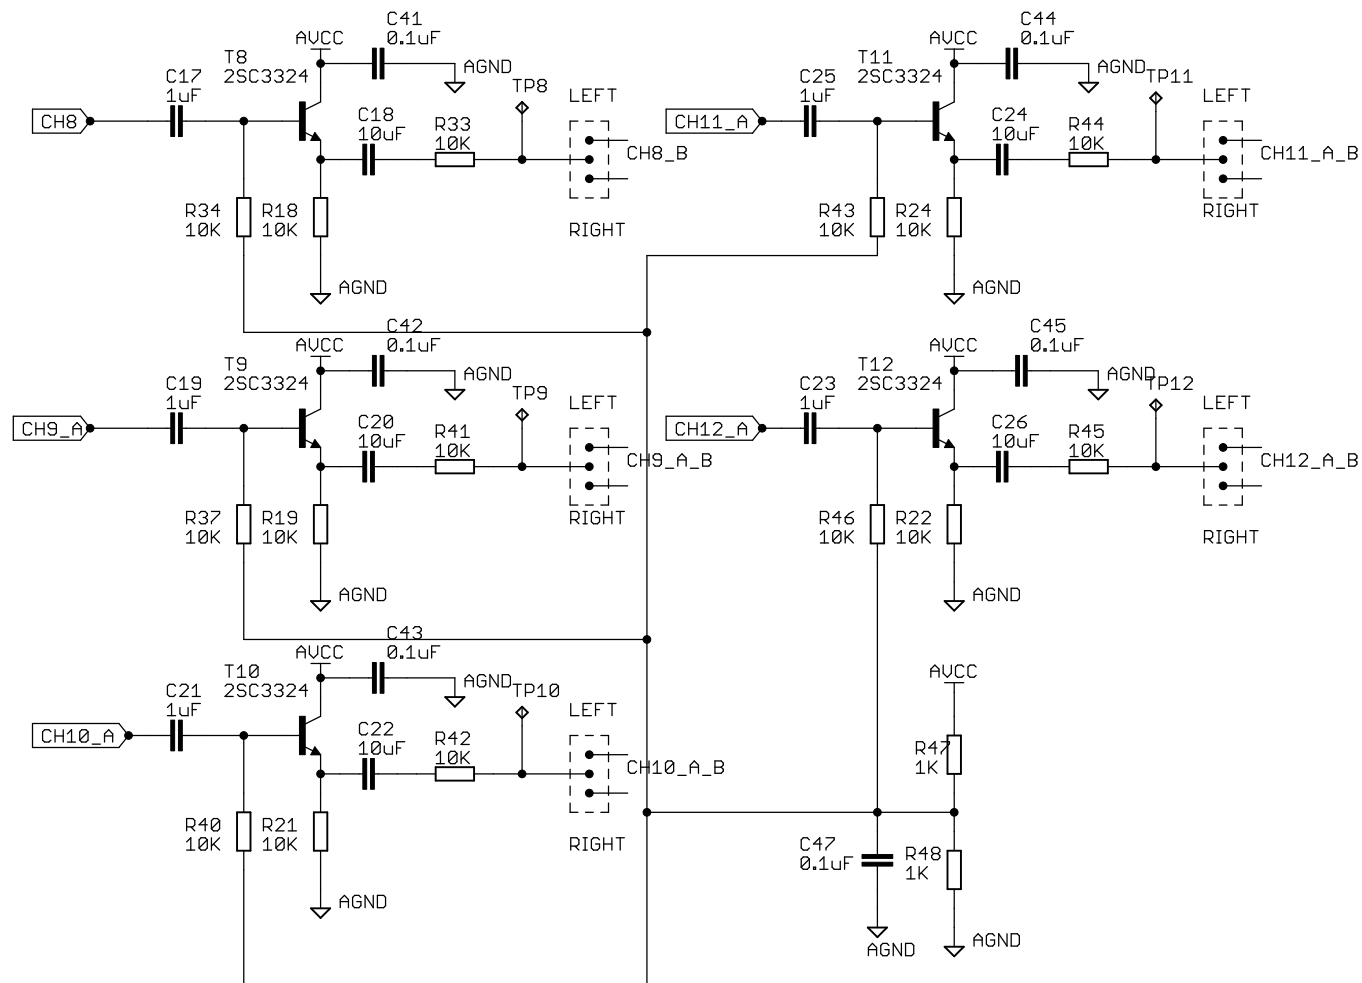 CH8
C17
1uF
T8
2SC3324
AVCC
C41
0.1uF
AGND
C18
10uF
R33
10K
TP8
LEFT
CH8_B
RIGHT
R34
10K
R18
10K
AGND
CH11_A
C25
1uF
T11
2SC3324
AVCC
C44
0.1uF
AGND
C24
10uF
R44
10K
TP11
LEFT
CH11_A_B
RIGHT
R43
10K
R24
10K
AGND
CH9_A
C19
1uF
T9
2SC3324
AVCC
C42
0.1uF
AGND
C20
10uF
R41
10K
TP9
LEFT
CH9_A_B
RIGHT
R37
10K
R19
10K
AGND
CH12_A
C23
1uF
T12
2SC3324
AVCC
C45
0.1uF
AGND
C26
10uF
R45
10K
TP12
LEFT
CH12_A_B
RIGHT
R46
10K
R22
10K
AGND
CH10_A
C21
1uF
T10
2SC3324
AVCC
C43
0.1uF
AGND
C22
10uF
R42
10K
TP10
LEFT
CH10_A_B
RIGHT
R40
10K
R21
10K
AGND
AVCC
R47
1K
C47
0.1uF
R48
1K
AGND
AGND